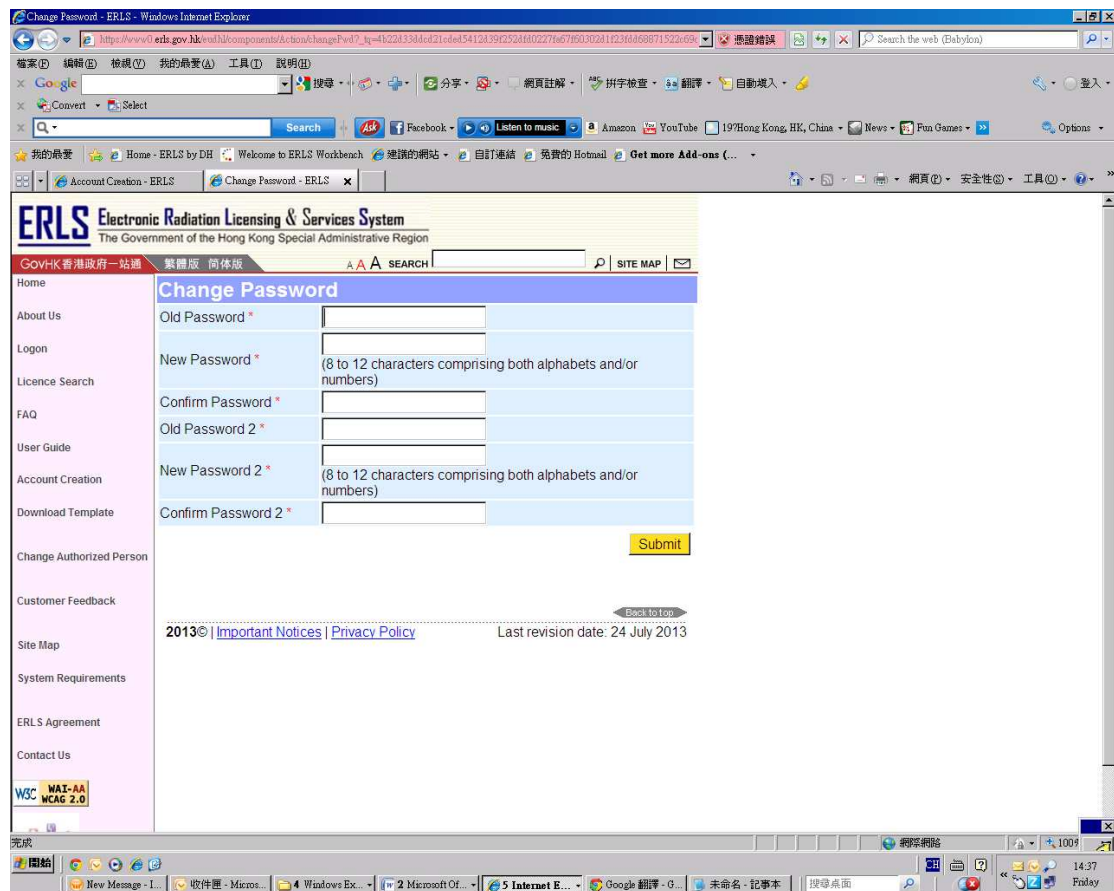 Change Password - ERLS - Windows Internet Explorer
憑證錯誤 Search the web (Babylon)
檔案(F) 編輯(E) 檢視(V) 我的最愛(A) 工具(T) 說明(H)
Google 搜尋 分享 網頁註解 拼字檢查 翻譯 自動填入 登入
Convert Select
Search Ask Facebook Listen to music Amazon YouTube 19?Hong Kong, HK, China News Fun Games Options
我的最愛 Home - ERLS by DH Welcome to ERLS Workbench 建議的網站 自訂連結 免費的 Hotmail Get more Add-ons (...
Account Creation - ERLS Change Password - ERLS 網頁(P) 安全性(S) 工具(O)
ERLS Electronic Radiation Licensing & Services System
The Government of the Hong Kong Special Administrative Region
GOVHK香港政府一站通 繁體版 简体版 A A A SEARCH SITE MAP
Home
About Us
Logon
Licence Search
FAQ
User Guide
Account Creation
Download Template
Change Authorized Person
Customer Feedback
Site Map
System Requirements
ERLS Agreement
Contact Us
W3C WAI-AA
WCAG 2.0
Change Password
Old Password *
New Password *
(8 to 12 characters comprising both alphabets and/or
numbers)
Confirm Password *
Old Password 2 *
New Password 2 *
(8 to 12 characters comprising both alphabets and/or
numbers)
Confirm Password 2 *
Submit
Back to top
2013© | Important Notices | Privacy Policy Last revision date: 24 July 2013
完成 網際網路
開始 CH 14:37
New Message - I... 收件匣 - Micros... 4 Windows Ex... 2 Microsoft Of... 5 Internet E... Google 翻譯 - G... 未命名 - 記事本 搜尋桌面 Friday